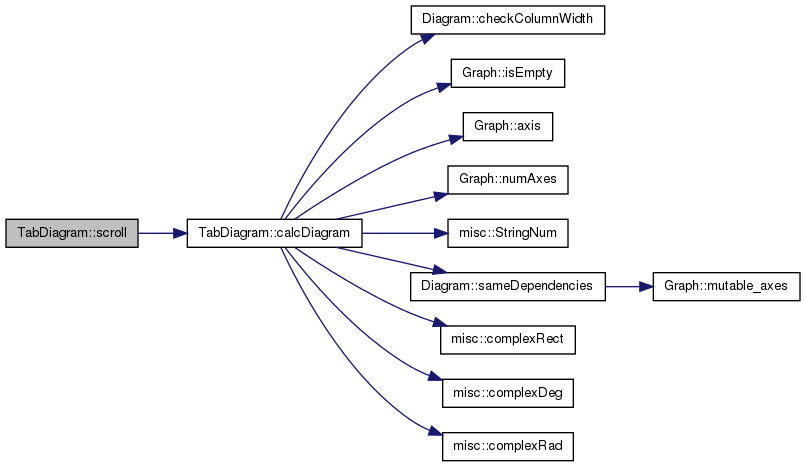 Diagram::checkColumnWidth
Graph::isEmpty
Graph::axis
Graph::numAxes
TabDiagram::scroll
TabDiagram::calcDiagram
misc::StringNum
Diagram::sameDependencies
Graph::mutable_axes
misc::complexRect
misc::complexDeg
misc::complexRad